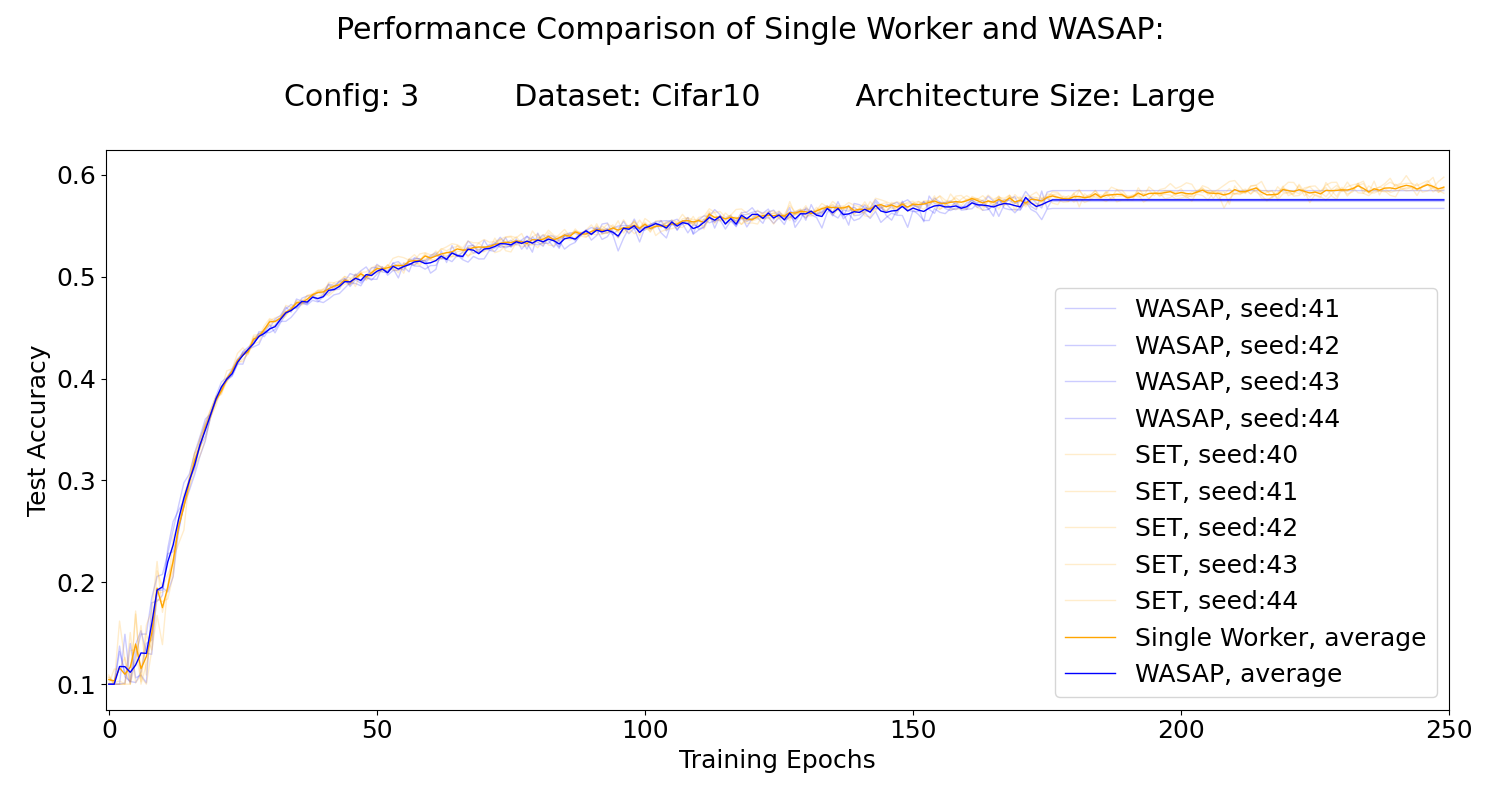 Performance Comparison of Single Worker and WASAP:
Config: 3 Dataset: Cifar10 Architecture Size: Large
0.6
0.5
0.4
0.3
0.2
0.1
Test Accuracy
WASAP, seed:41
WASAP, seed:42
WASAP, seed:43
WASAP, seed:44
SET, seed:40
SET, seed:41
SET, seed:42
SET, seed:43
SET, seed:44
Single Worker, average
WASAP, average
0 50 100 150 200 250
Training Epochs